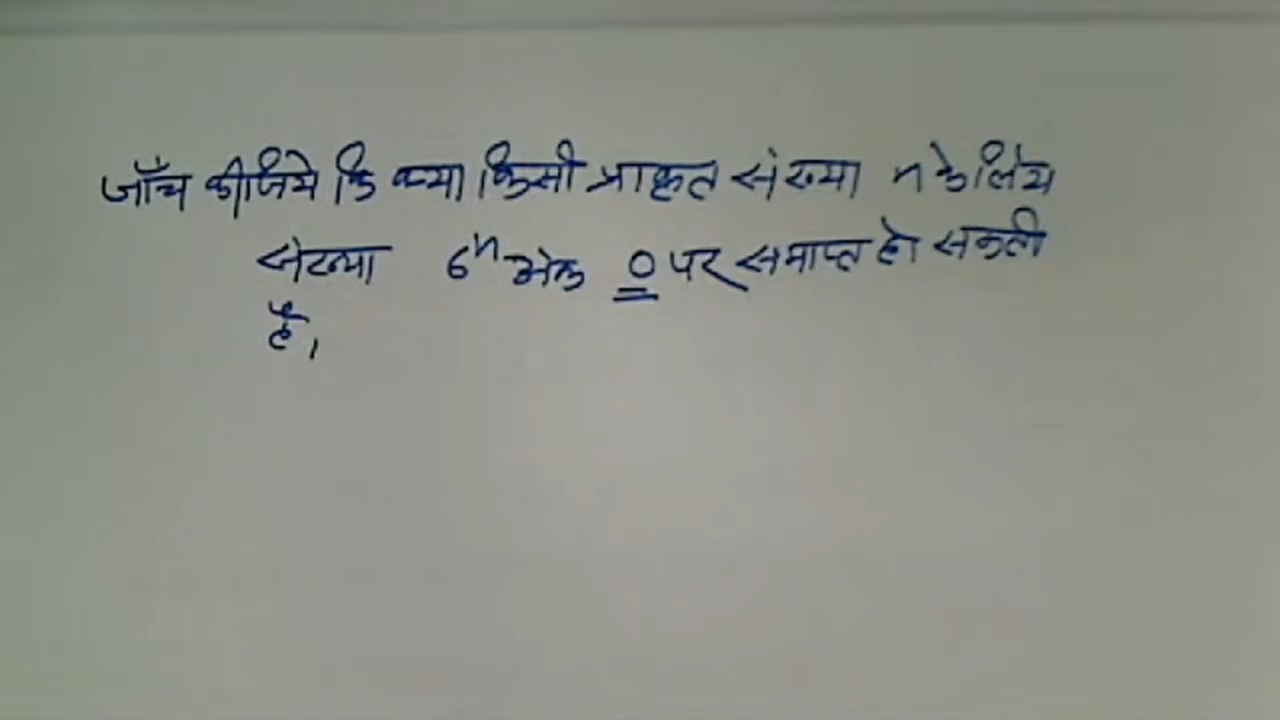 जाँच कीजिये कि क्या किसी प्राकृत संख्या n के लिये
संख्या 6ⁿ अंक 0 पर समाप्त हो सकती
है।